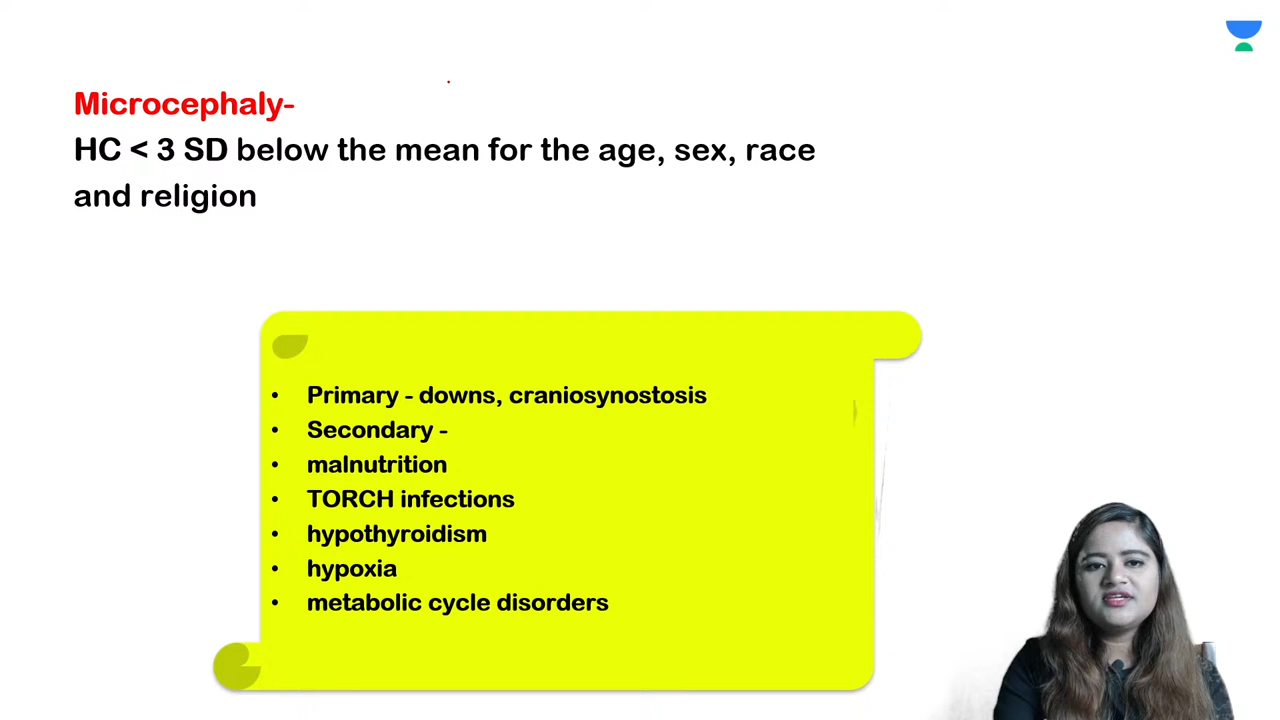 Microcephaly-
HC < 3 SD below the mean for the age, sex, race
and religion
• Primary - downs, craniosynostosis
• Secondary -
• malnutrition
• TORCH infections
• hypothyroidism
• hypoxia
• metabolic cycle disorders